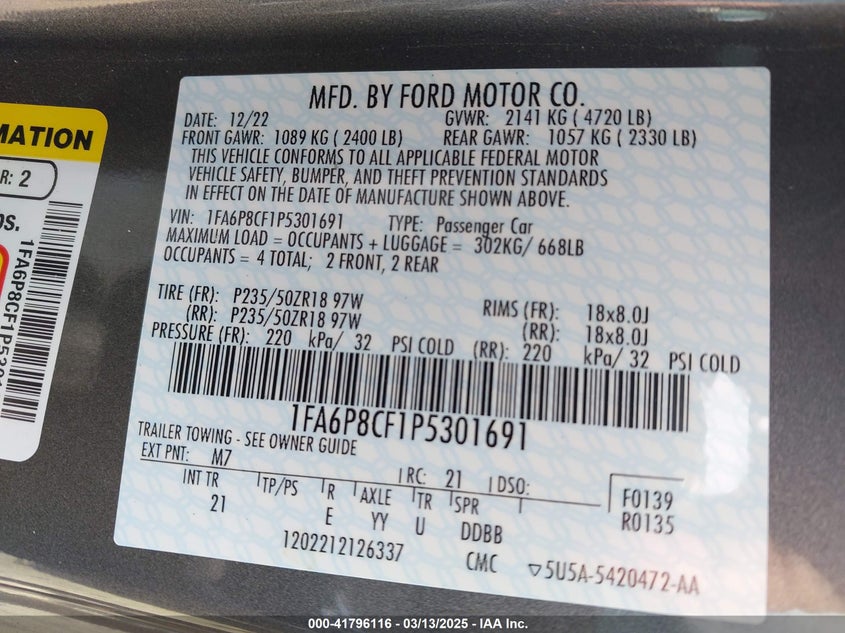 MATION
R: 2
OS.
1FA6P8CF1P530
MFD. BY FORD MOTOR CO.
DATE: 12/22 GVWR: 2141 KG ( 4720 LB)
FRONT GAWR: 1089 KG ( 2400 LB) REAR GAWR: 1057 KG ( 2330 LB)
THIS VEHICLE CONFORMS TO ALL APPLICABLE FEDERAL MOTOR
VEHICLE SAFETY, BUMPER, AND THEFT PREVENTION STANDARDS
IN EFFECT ON THE DATE OF MANUFACTURE SHOWN ABOVE.
VIN: 1FA6P8CF1P5301691 TYPE: Passenger Car
MAXIMUM LOAD = OCCUPANTS + LUGGAGE = 302KG/ 668LB
OCCUPANTS = 4 TOTAL; 2 FRONT, 2 REAR
TIRE (FR): P235/50ZR18 97W RIMS (FR): 18x8.0J
(RR): P235/50ZR18 97W (RR): 18x8.0J
PRESSURE (FR): 220 kPa/ 32 PSI COLD (RR): 220 kPa/ 32 PSI COLD
1FA6P8CF1P5301691
TRAILER TOWING - SEE OWNER GUIDE
EXT PNT: M7 RC: 21 DSO:
INT TR TP/PS R AXLE TR SPR F0139
21 E YY U DDBB R0135
1202212126337 CMC ▽5U5A-5420472-AA
000-41796116 - 03/13/2025 - IAA Inc.